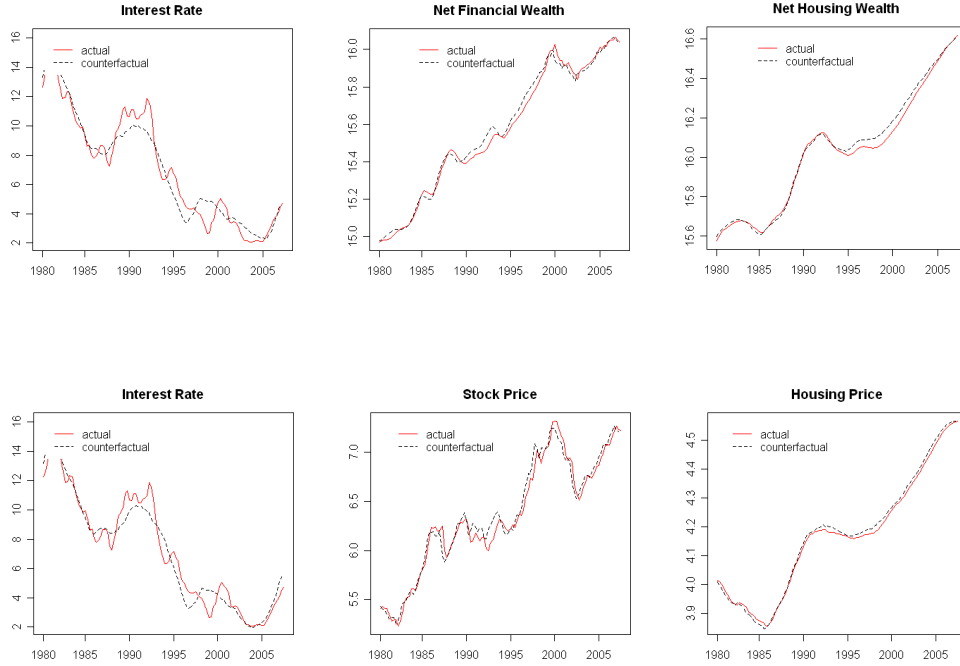 Interest Rate
Net Financial Wealth
Net Housing Wealth
actual
counterfactual
actual
counterfactual
actual
counterfactual
2 4 6 8 10 12 14 16
15.0 15.2 15.4 15.6 15.8 16.0
15.6 15.8 16.0 16.2 16.4 16.6
1980 1985 1990 1995 2000 2005
1980 1985 1990 1995 2000 2005
1980 1985 1990 1995 2000 2005
Interest Rate
Stock Price
Housing Price
actual
counterfactual
actual
counterfactual
actual
counterfactual
2 4 6 8 10 12 14 16
5.5 6.0 6.5 7.0
3.9 4.0 4.1 4.2 4.3 4.4 4.5
1980 1985 1990 1995 2000 2005
1980 1985 1990 1995 2000 2005
1980 1985 1990 1995 2000 2005